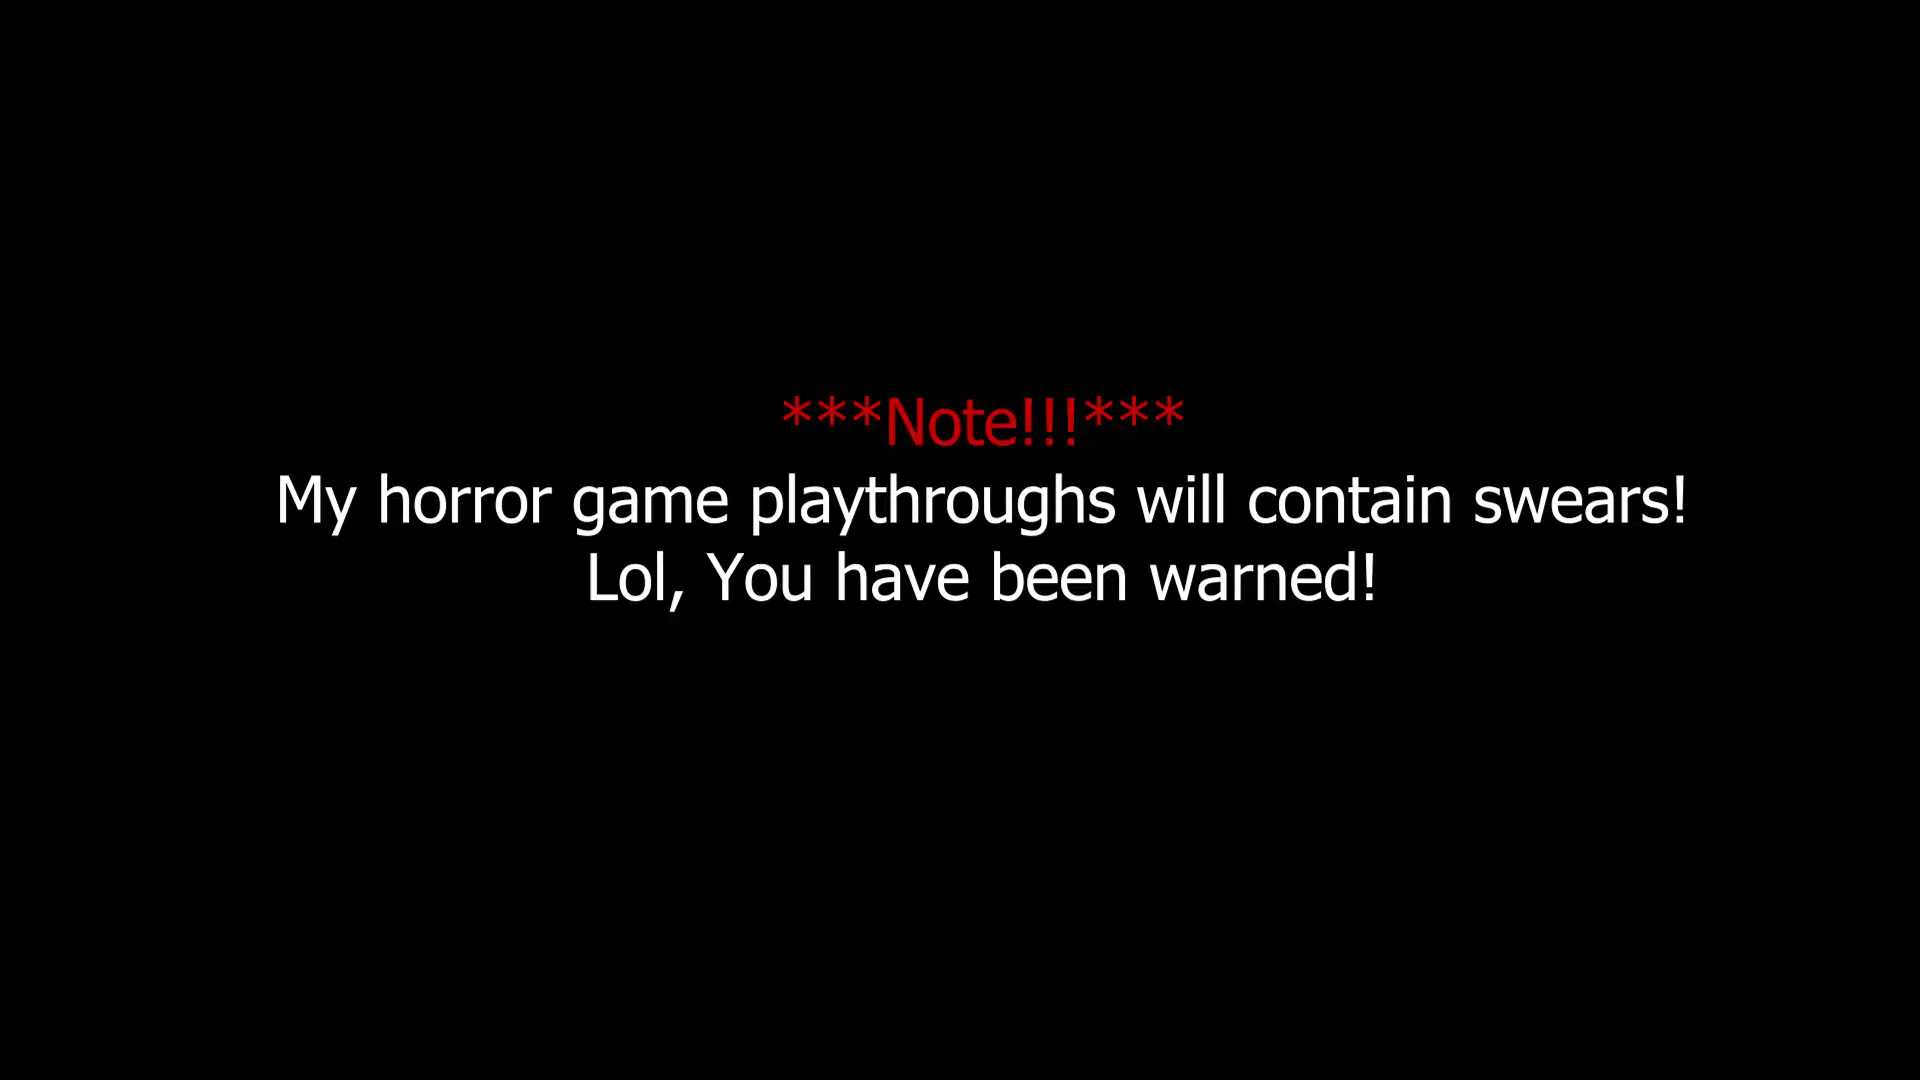 ***Note!!!***
My horror game playthroughs will contain swears!
Lol, You have been warned!